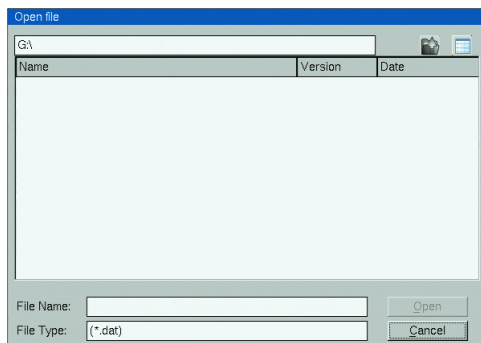 Open file
G:\
Name Version Date
File Name:
Open
File Type: (*.dat)
Cancel